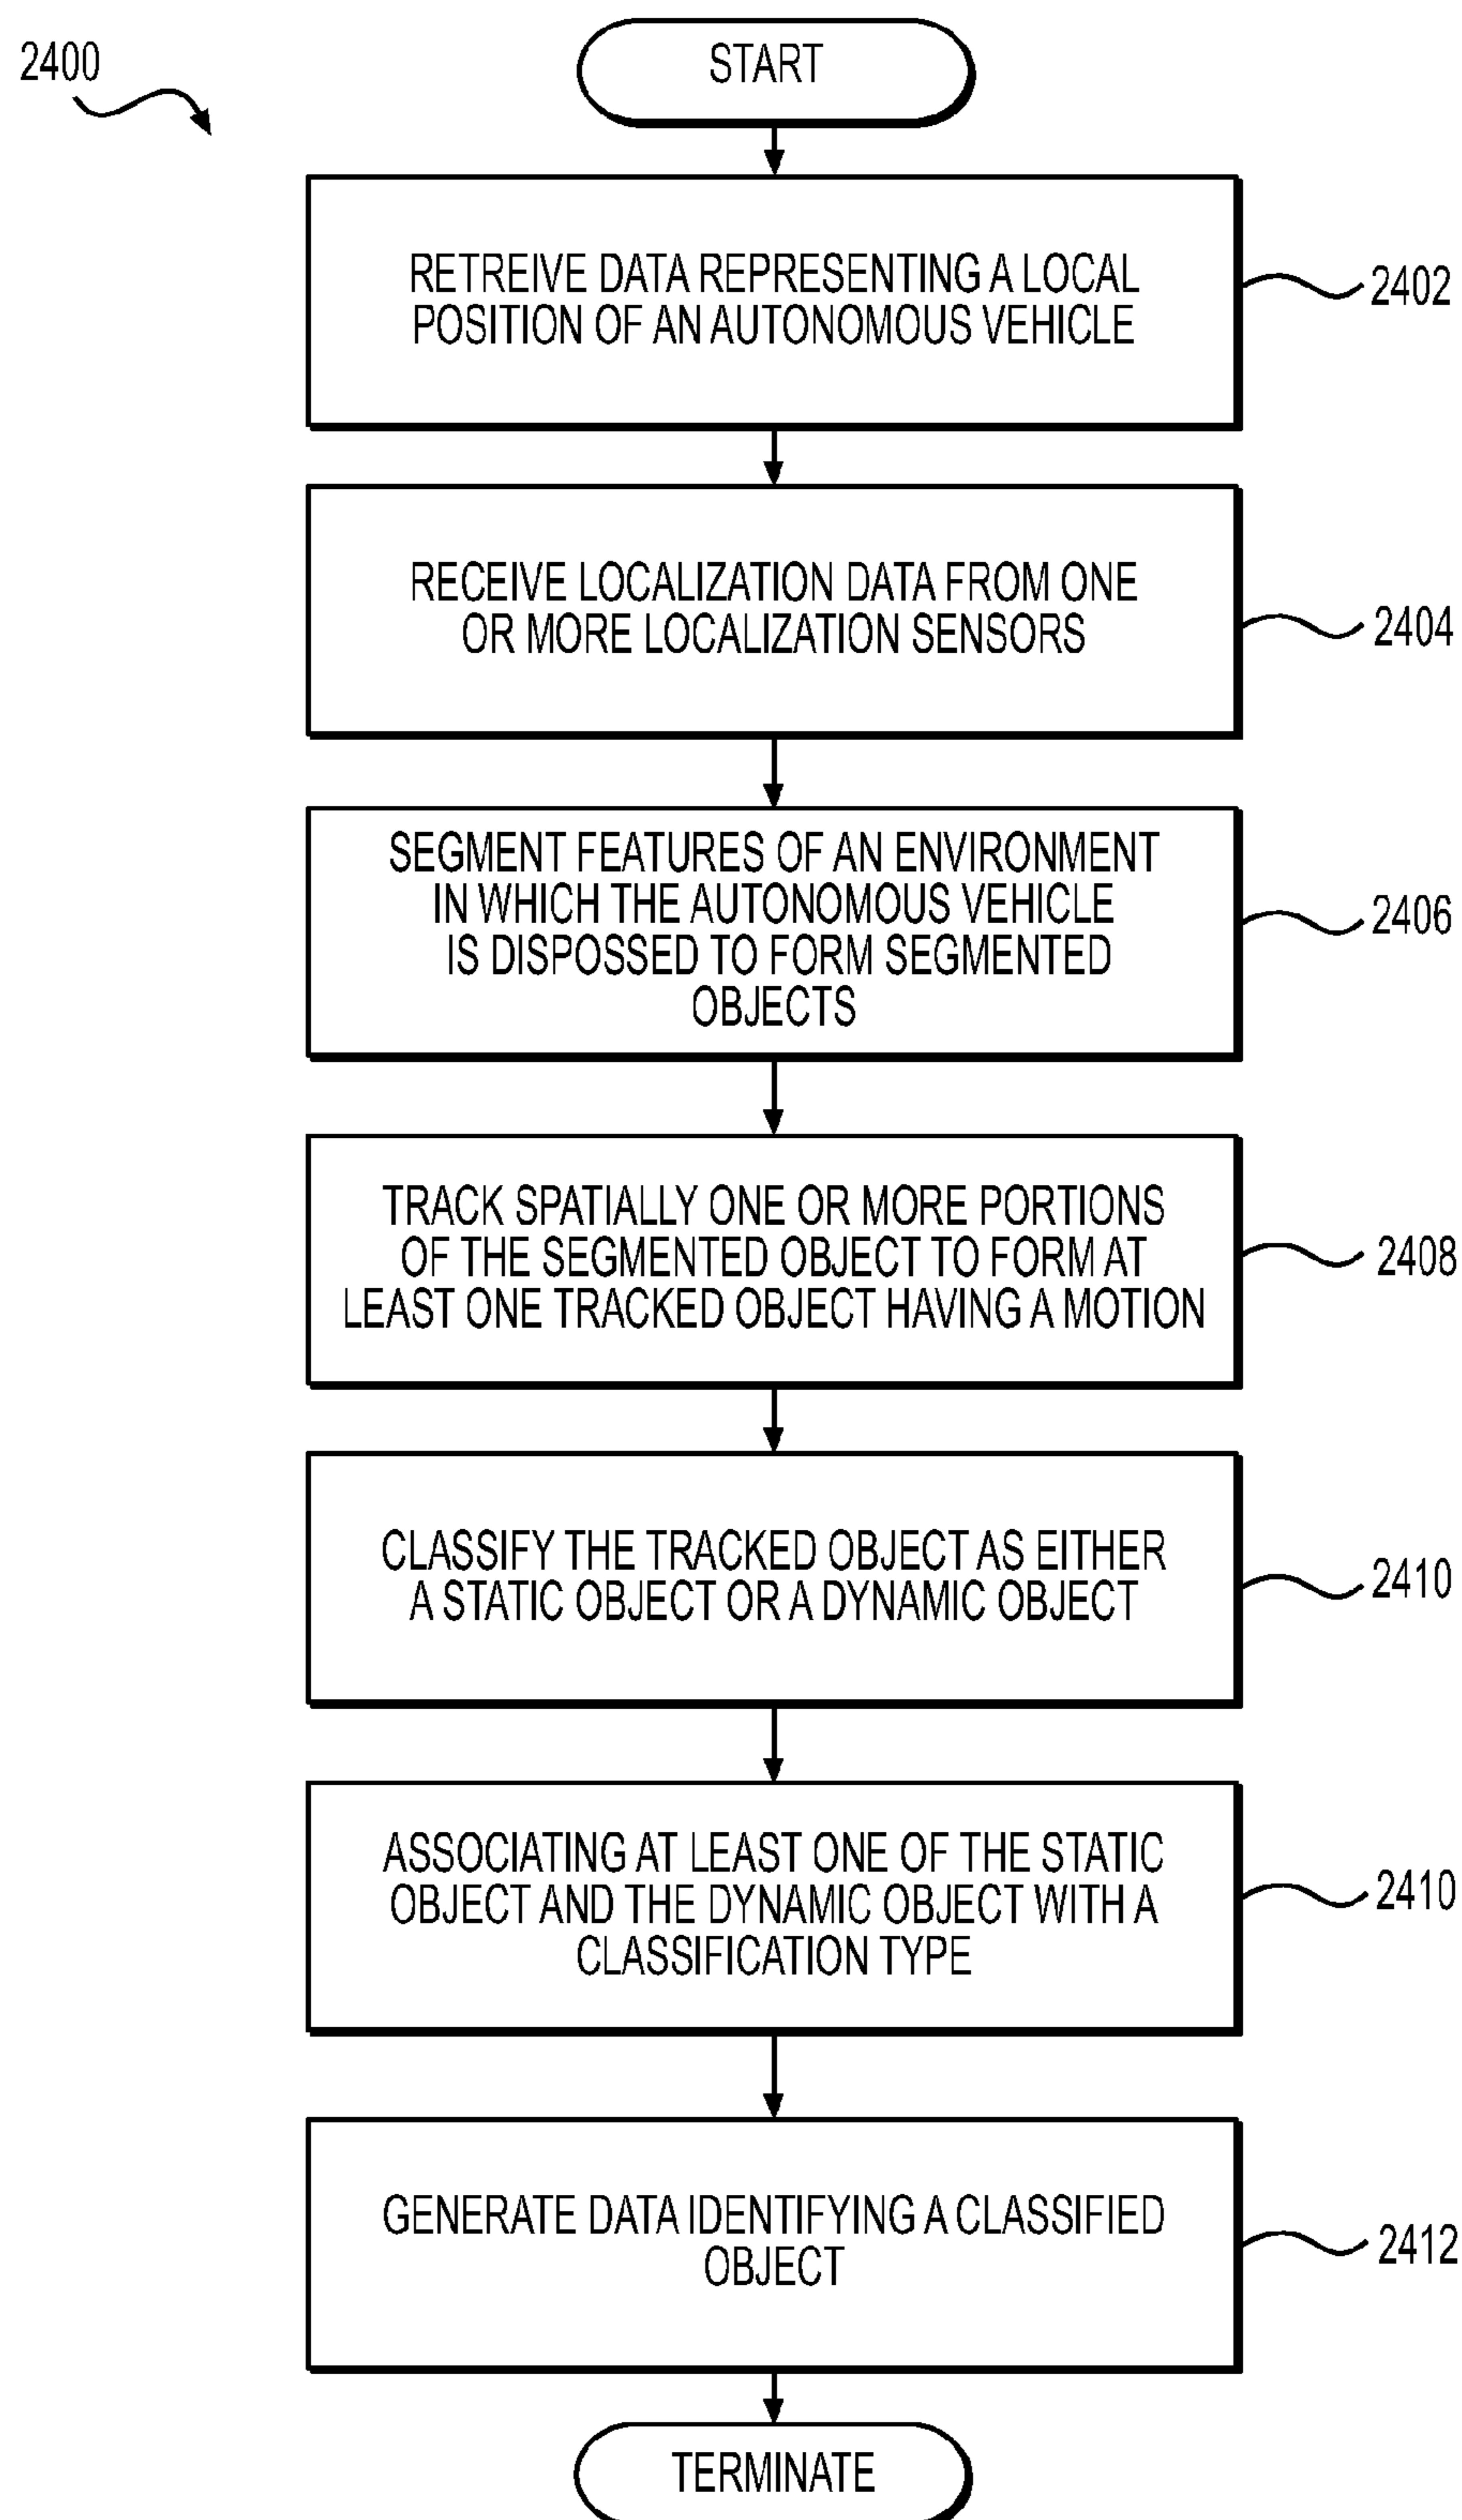 2400
START
RETREIVE DATA REPRESENTING A LOCAL
POSITION OF AN AUTONOMOUS VEHICLE
2402
RECEIVE LOCALIZATION DATA FROM ONE
OR MORE LOCALIZATION SENSORS
2404
SEGMENT FEATURES OF AN ENVIRONMENT
IN WHICH THE AUTONOMOUS VEHICLE
IS DISPOSSED TO FORM SEGMENTED
OBJECTS
2406
TRACK SPATIALLY ONE OR MORE PORTIONS
OF THE SEGMENTED OBJECT TO FORM AT
LEAST ONE TRACKED OBJECT HAVING A MOTION
2408
CLASSIFY THE TRACKED OBJECT AS EITHER
A STATIC OBJECT OR A DYNAMIC OBJECT
2410
ASSOCIATING AT LEAST ONE OF THE STATIC
OBJECT AND THE DYNAMIC OBJECT WITH A
CLASSIFICATION TYPE
2410
GENERATE DATA IDENTIFYING A CLASSIFIED
OBJECT
2412
TERMINATE